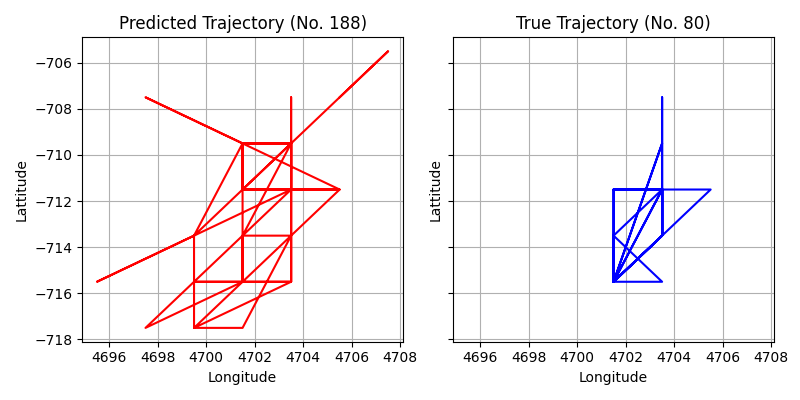 Predicted Trajectory (No. 188)
True Trajectory (No. 80)
−706
−708
−710
−712
−714
−716
−718
Lattitude
Lattitude
4696 4698 4700 4702 4704 4706 4708
4696 4698 4700 4702 4704 4706 4708
Longitude
Longitude